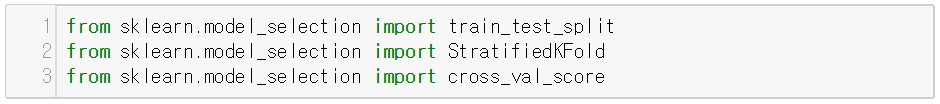 1 from sklearn.model_selection import train_test_split
2 from sklearn.model_selection import StratifiedKFold
3 from sklearn.model_selection import cross_val_score